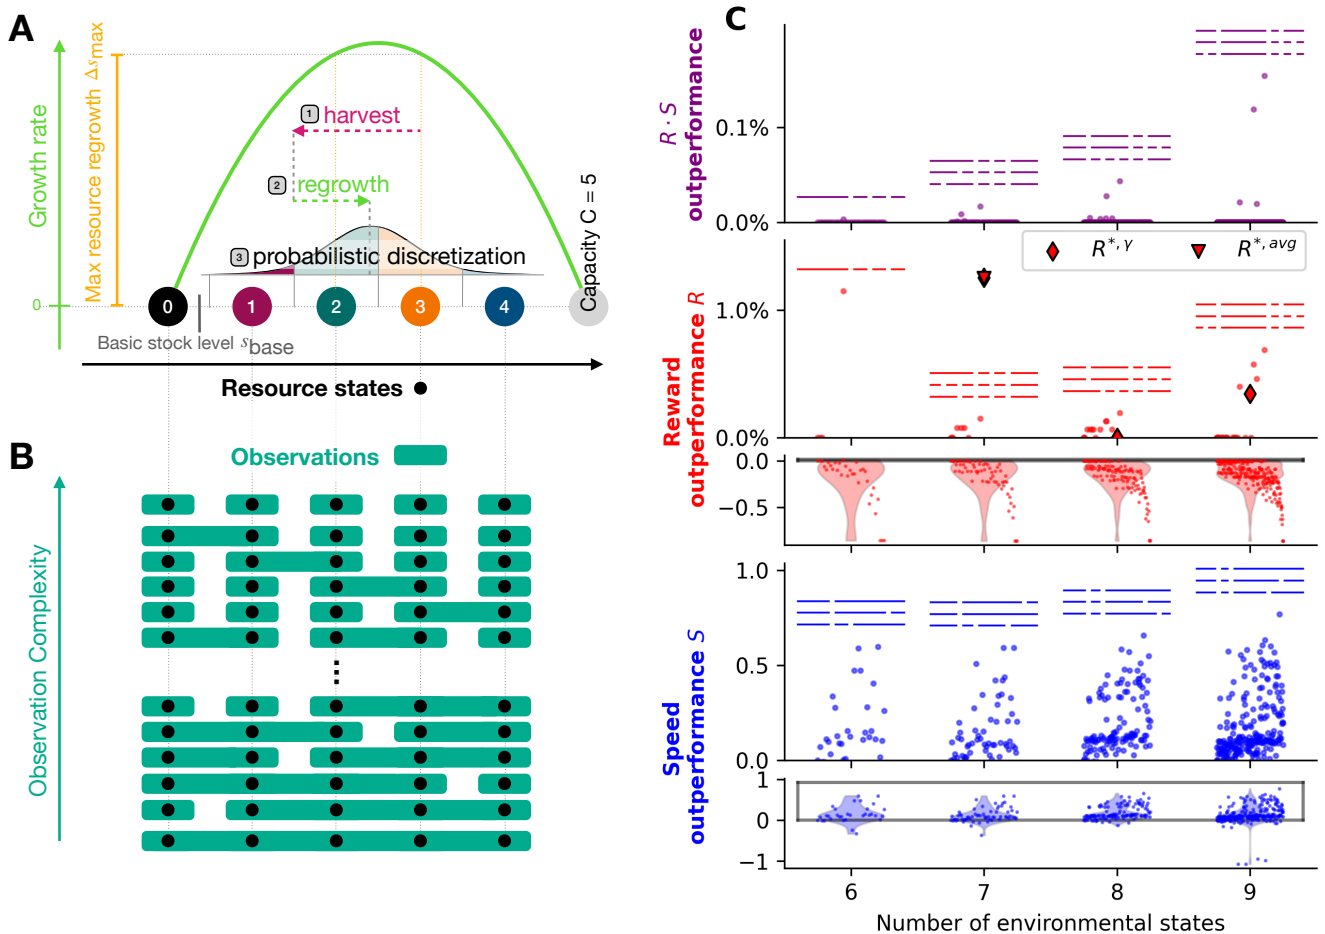 A
Growth rate
0
Max resource regrowth Δsmax
1 harvest
2 regrowth
3 probabilistic discretization
Capacity C = 5
0 1 2 3 4
Basic stock level sbase
Resource states
B
Observations
Observation Complexity
C
R · S
outperformance
0.1%
0.0%
R*,γ R*,avg
Reward
outperformance R
1.0%
0.0%
0.0
−0.5
Speed
outperformance S
1.0
0.5
0.0
1
0
−1
6 7 8 9
Number of environmental states